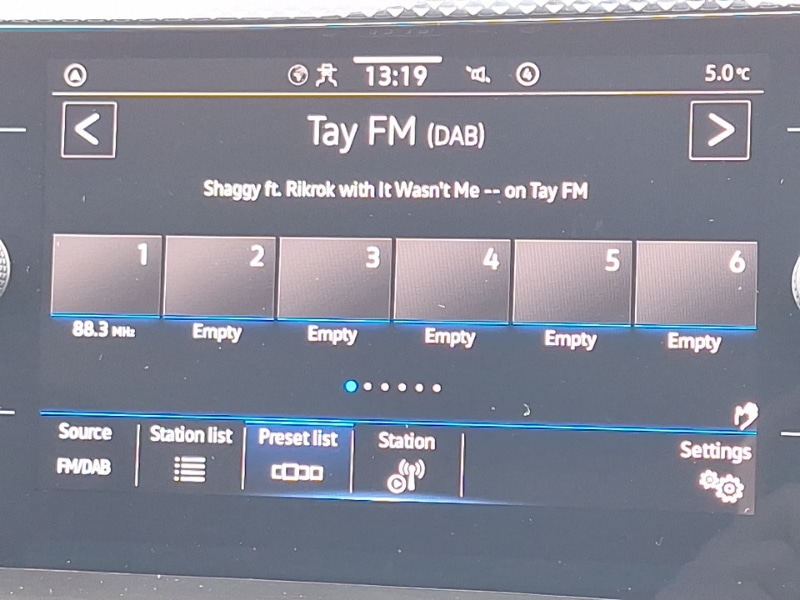 A 13:19 4 5.0°C
< Tay FM (DAB) >
Shaggy ft. Rikrok with It Wasn't Me -- on Tay FM
1 2 3 4 5 6
88.3 MHz Empty Empty Empty Empty Empty
Source Station list Preset list Station Settings
FM/DAB